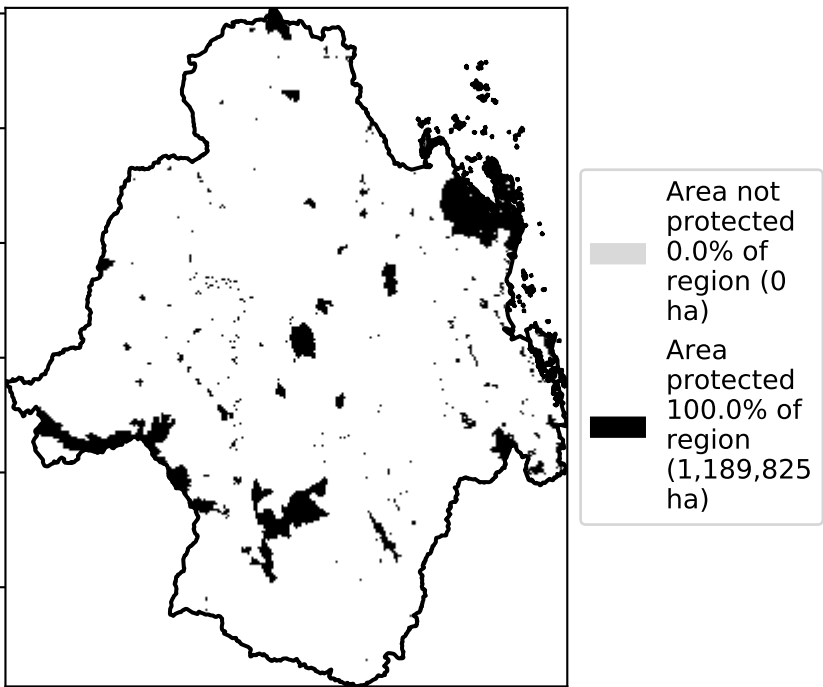 Area not
protected
0.0% of
region (0
ha)
Area
protected
100.0% of
region
(1,189,825
ha)